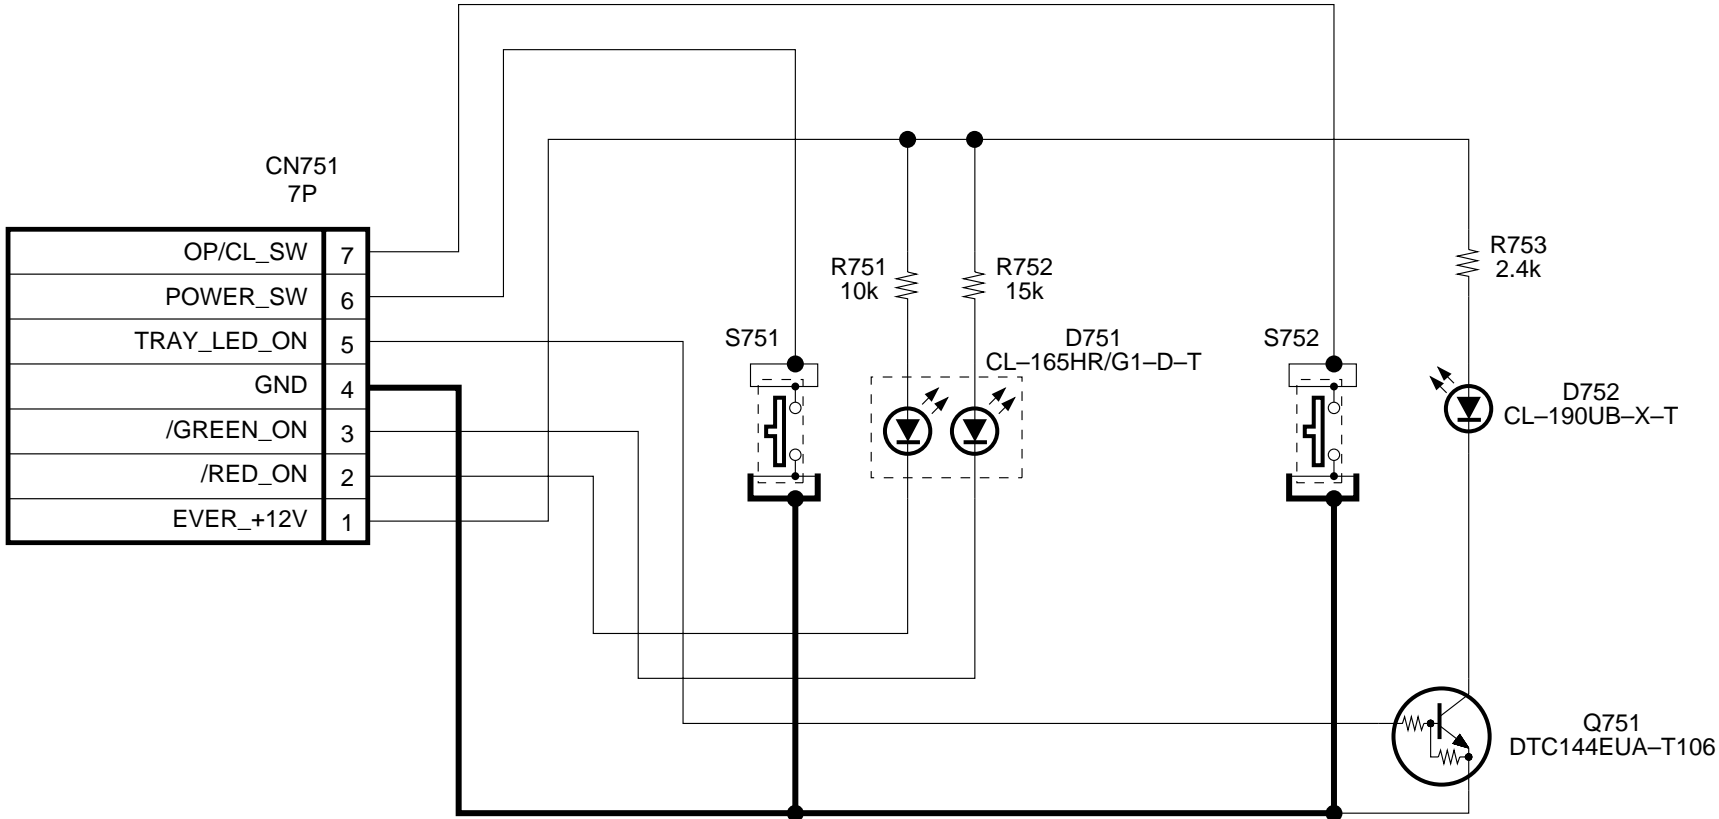 CN751
7P
OP/CL_SW 7
POWER_SW 6
TRAY_LED_ON 5
GND 4
/GREEN_ON 3
/RED_ON 2
EVER_+12V 1
S751
R751
10k
R752
15k
D751
CL–165HR/G1–D–T
S752
R753
2.4k
D752
CL–190UB–X–T
Q751
DTC144EUA–T106